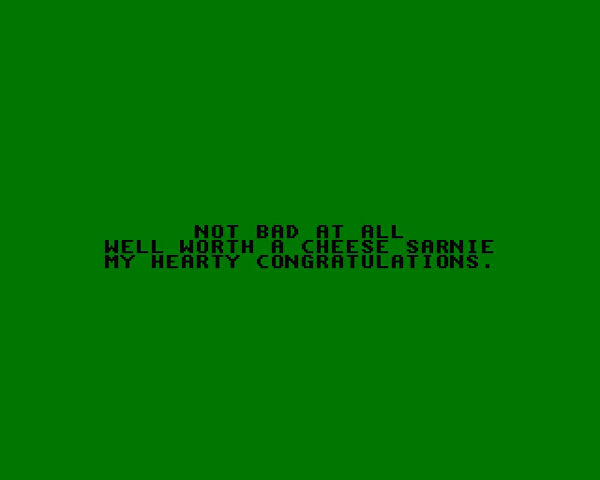 NOT BAD AT ALL
WELL WORTH A CHEESE SARNIE
MY HEARTY CONGRATULATIONS.